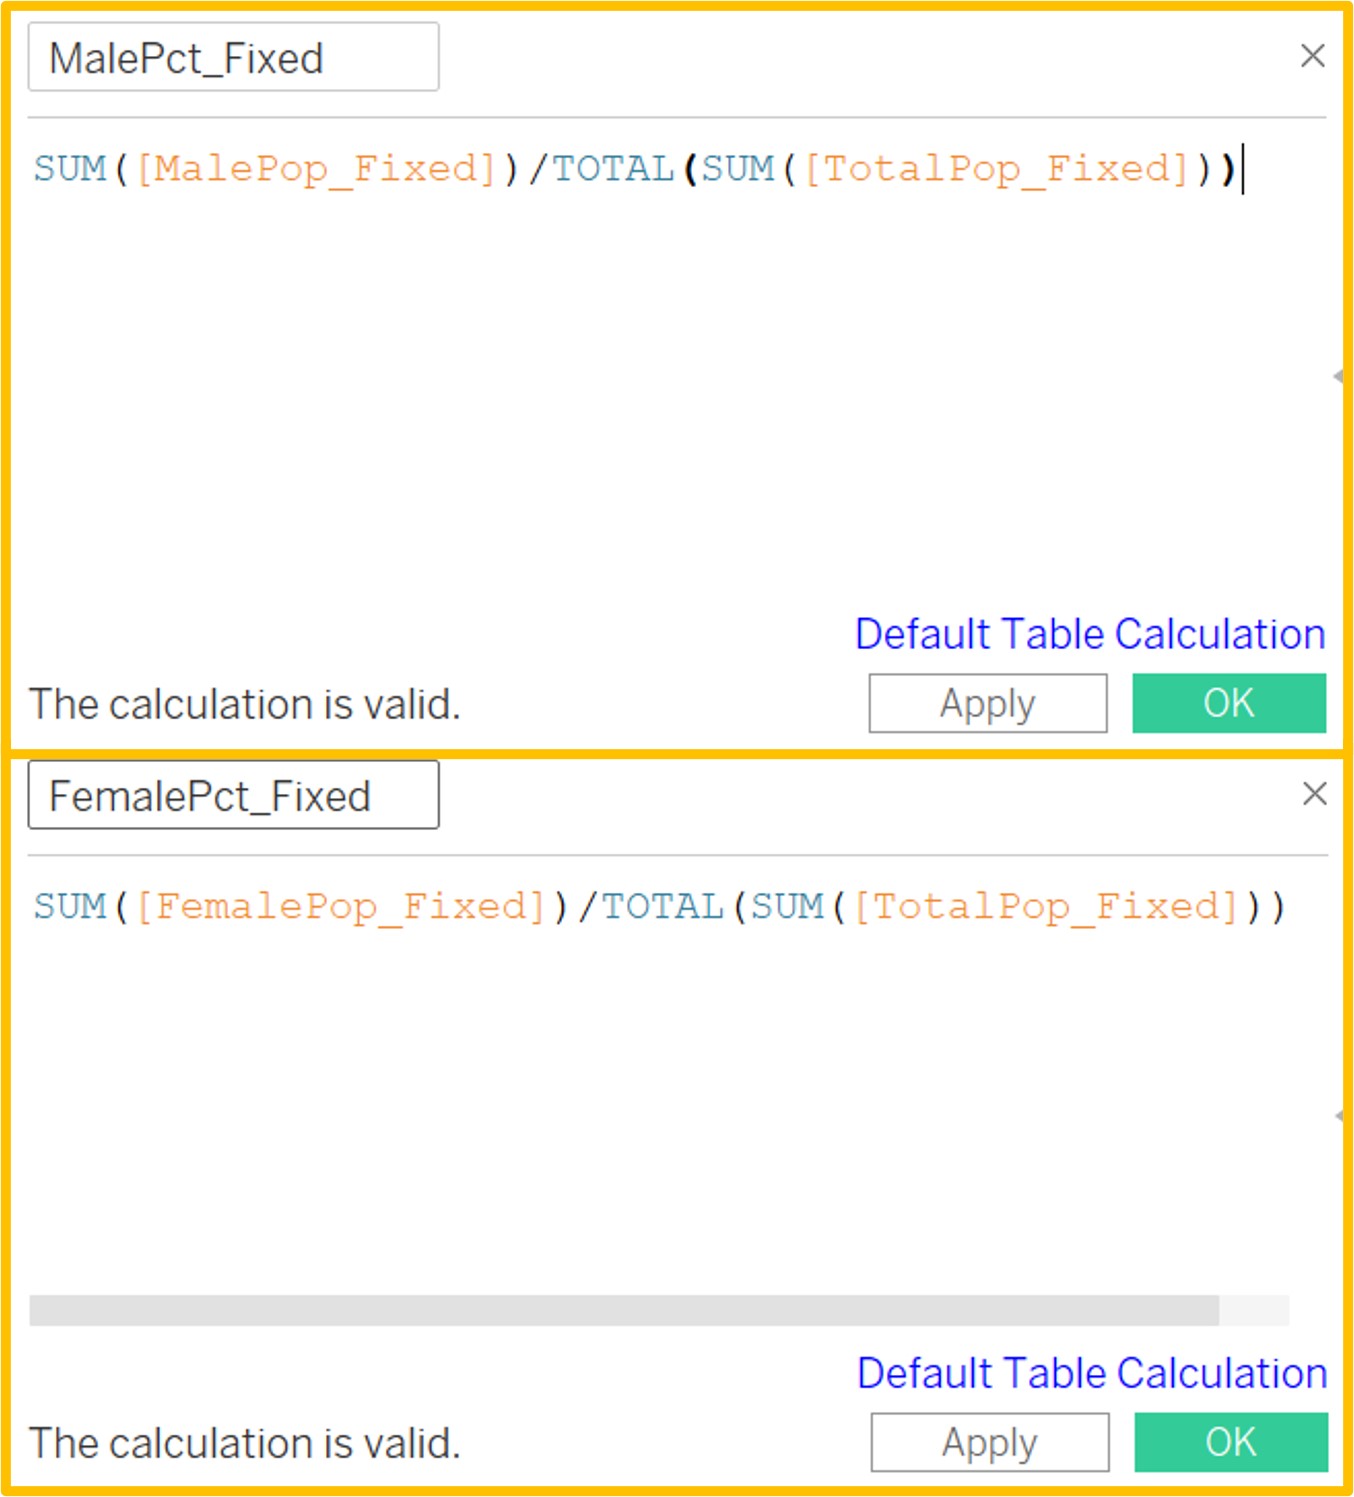 MalePct_Fixed
SUM([MalePop_Fixed])/TOTAL(SUM([TotalPop_Fixed]))
Default Table Calculation
The calculation is valid.
Apply
OK
FemalePct_Fixed
SUM([FemalePop_Fixed])/TOTAL(SUM([TotalPop_Fixed]))
Default Table Calculation
The calculation is valid.
Apply
OK